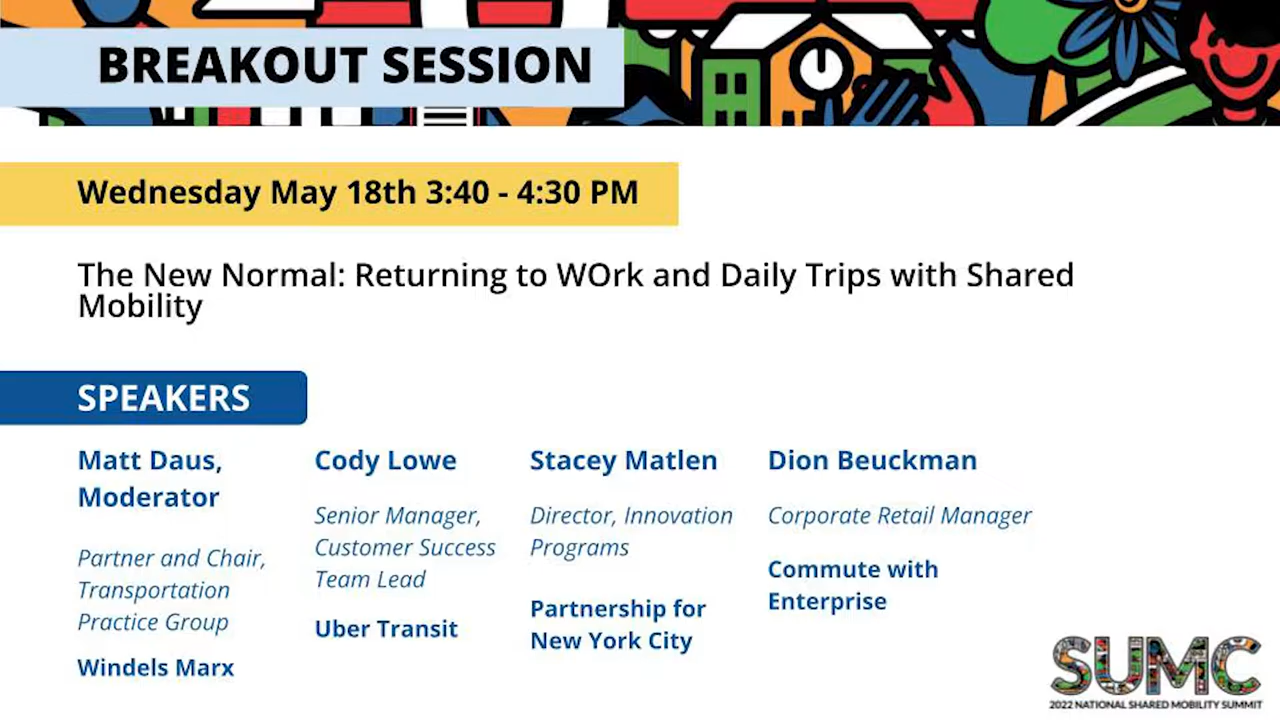 BREAKOUT SESSION
Wednesday May 18th 3:40 - 4:30 PM
The New Normal: Returning to WOrk and Daily Trips with Shared
Mobility
SPEAKERS
Matt Daus,
Moderator
Partner and Chair,
Transportation
Practice Group
Windels Marx
Cody Lowe
Senior Manager,
Customer Success
Team Lead
Uber Transit
Stacey Matlen
Director, Innovation
Programs
Partnership for
New York City
Dion Beuckman
Corporate Retail Manager
Commute with
Enterprise
SUMC
2022 NATIONAL SHARED MOBILITY SUMMIT